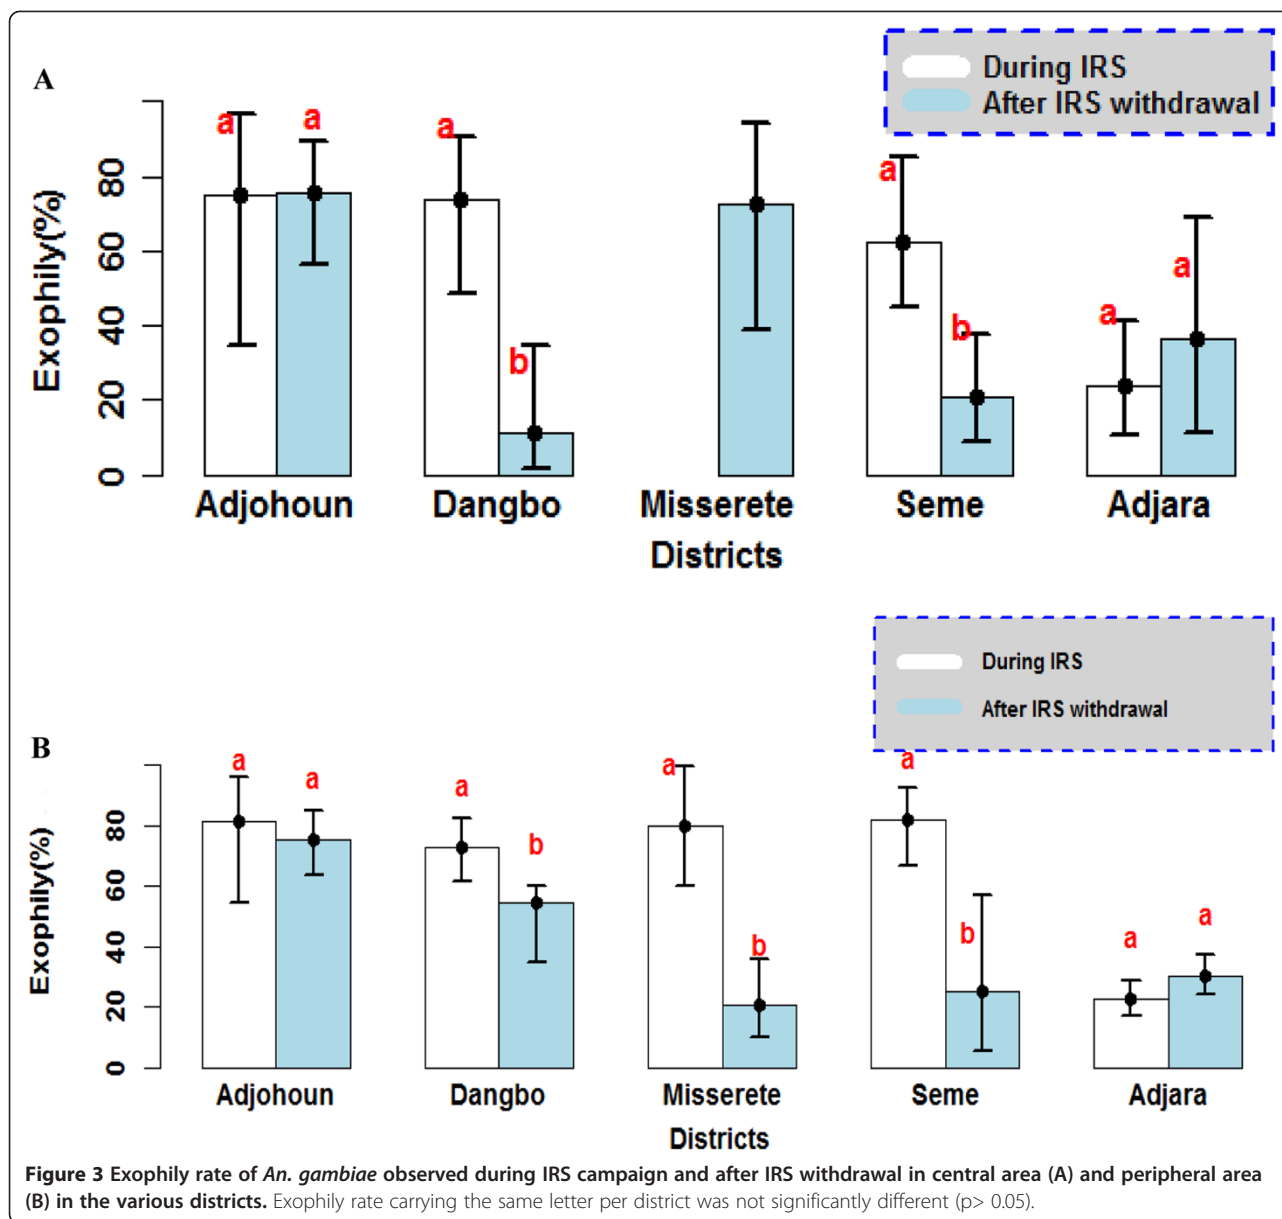 A
During IRS
After IRS withdrawal
Exophily(%)
0 20 40 60 80
a a a b a b a a
Adjohoun Dangbo Misserete Seme Adjara
Districts
During IRS
After IRS withdrawal
B
Exophily(%)
0 20 40 60 80
a a a b a b a b a a
Adjohoun Dangbo Misserete Seme Adjara
Districts
Figure 3 Exophily rate of An. gambiae observed during IRS campaign and after IRS withdrawal in central area (A) and peripheral area
(B) in the various districts. Exophily rate carrying the same letter per district was not significantly different (p> 0.05).